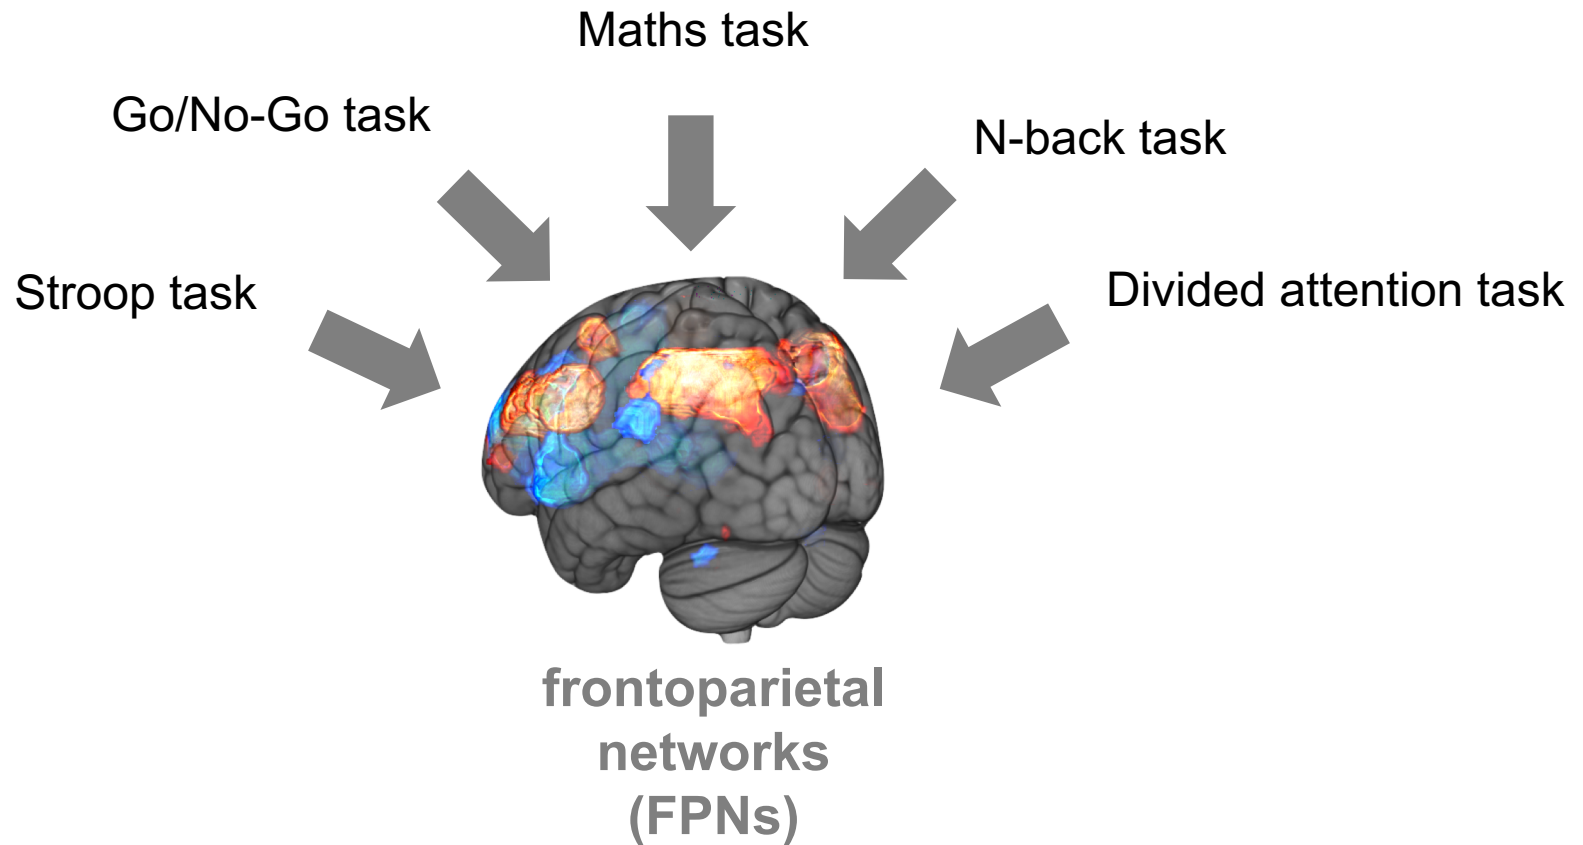 Maths task
Go/No-Go task
N-back task
Stroop task
Divided attention task
frontoparietal
networks
(FPNs)